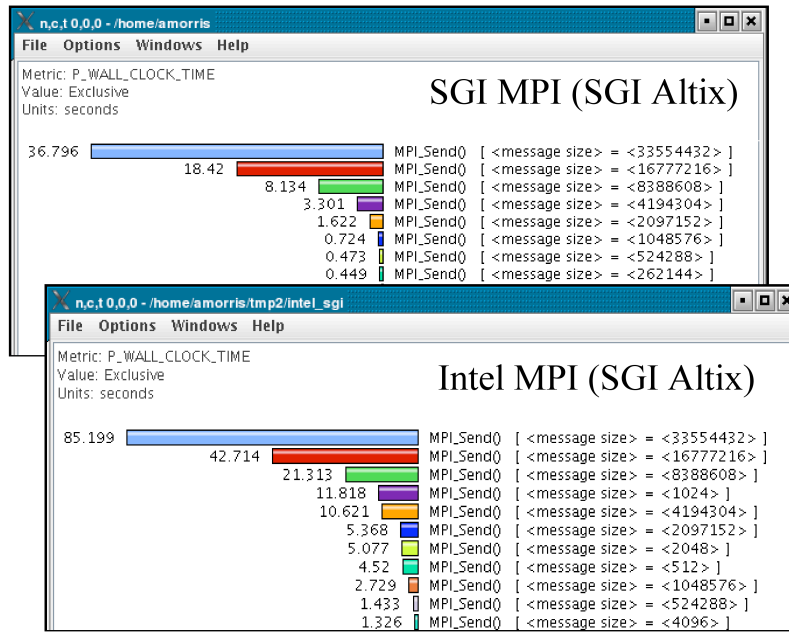 n,c,t 0,0,0 - /home/amorris
File Options Windows Help
Metric: P_WALL_CLOCK_TIME
Value: Exclusive
Units: seconds
SGI MPI (SGI Altix)
36.796 MPI_Send() [ <message size> = <33554432> ]
18.42 MPI_Send() [ <message size> = <16777216> ]
8.134 MPI_Send() [ <message size> = <8388608> ]
3.301 MPI_Send() [ <message size> = <4194304> ]
1.622 MPI_Send() [ <message size> = <2097152> ]
0.724 MPI_Send() [ <message size> = <1048576> ]
0.473 MPI_Send() [ <message size> = <524288> ]
0.449 MPI_Send() [ <message size> = <262144> ]
n,c,t 0,0,0 - /home/amorris/tmp2/intel_sgi
File Options Windows Help
Metric: P_WALL_CLOCK_TIME
Value: Exclusive
Units: seconds
Intel MPI (SGI Altix)
85.199 MPI_Send() [ <message size> = <33554432> ]
42.714 MPI_Send() [ <message size> = <16777216> ]
21.313 MPI_Send() [ <message size> = <8388608> ]
11.818 MPI_Send() [ <message size> = <1024> ]
10.621 MPI_Send() [ <message size> = <4194304> ]
5.368 MPI_Send() [ <message size> = <2097152> ]
5.077 MPI_Send() [ <message size> = <2048> ]
4.52 MPI_Send() [ <message size> = <512> ]
2.729 MPI_Send() [ <message size> = <1048576> ]
1.433 MPI_Send() [ <message size> = <524288> ]
1.326 MPI_Send() [ <message size> = <4096> ]